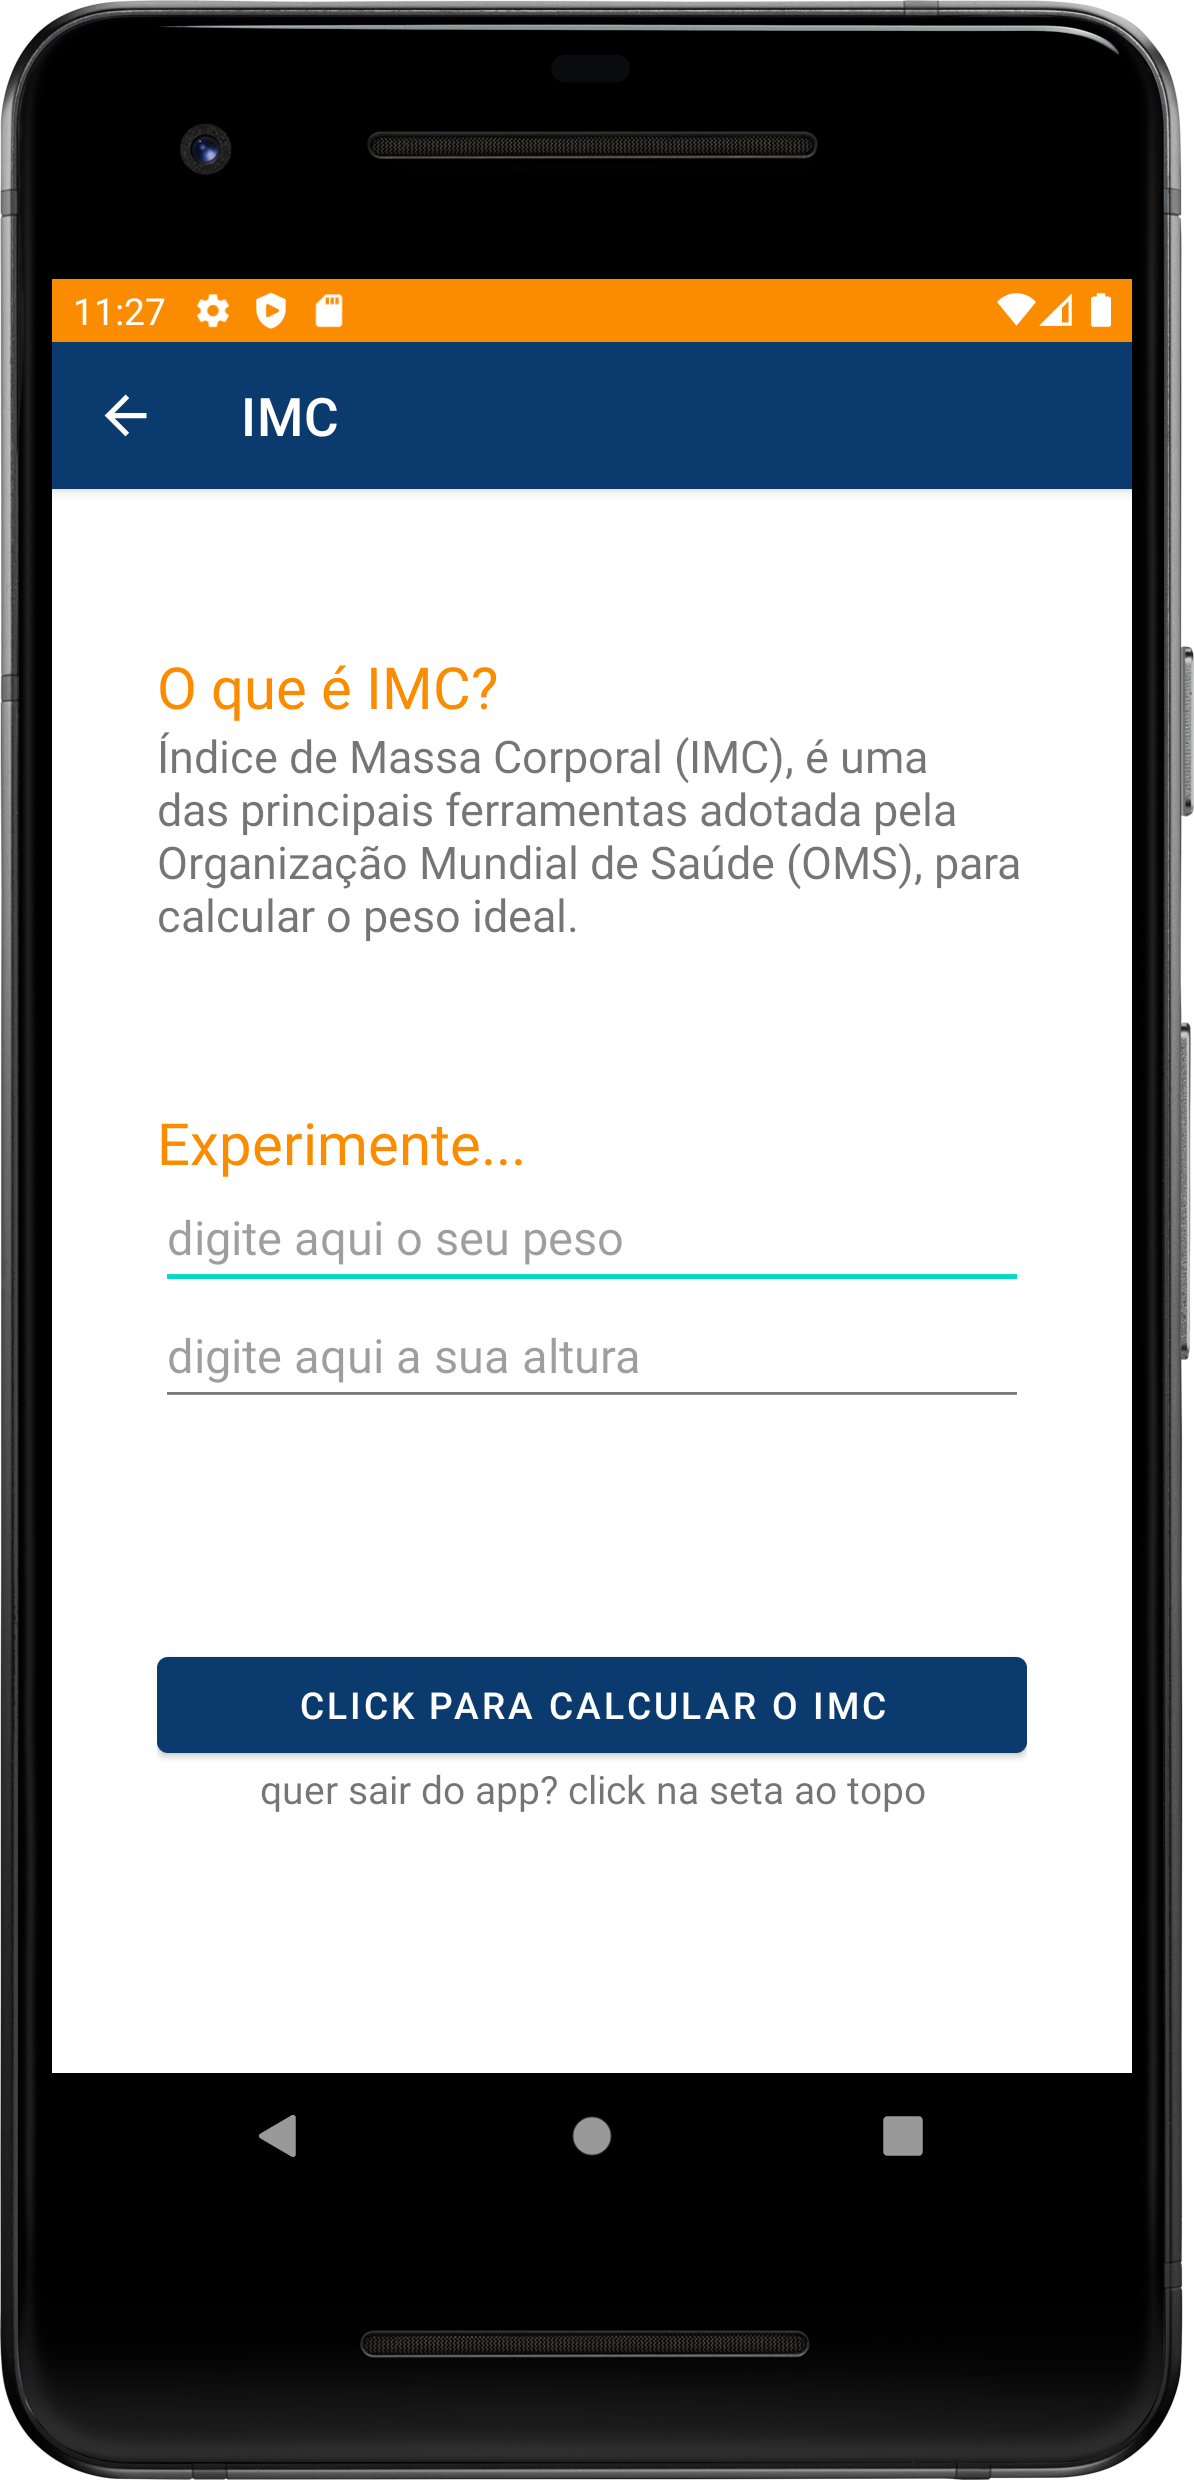 11:27
IMC
O que é IMC?
Índice de Massa Corporal (IMC), é uma
das principais ferramentas adotada pela
Organização Mundial de Saúde (OMS), para
calcular o peso ideal.
Experimente...
digite aqui o seu peso
digite aqui a sua altura
CLICK PARA CALCULAR O IMC
quer sair do app? click na seta ao topo